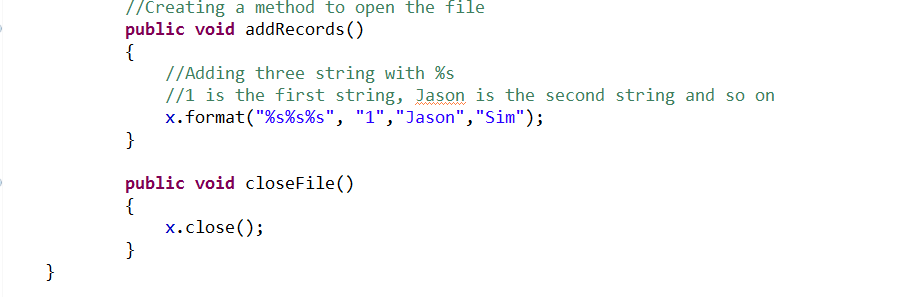 //Creating a method to open the file
public void addRecords()
{
//Adding three string with %s
//1 is the first string, Jason is the second string and so on
x.format("%s%s%s", "1","Jason","Sim");
}
public void closeFile()
{
x.close();
}
}